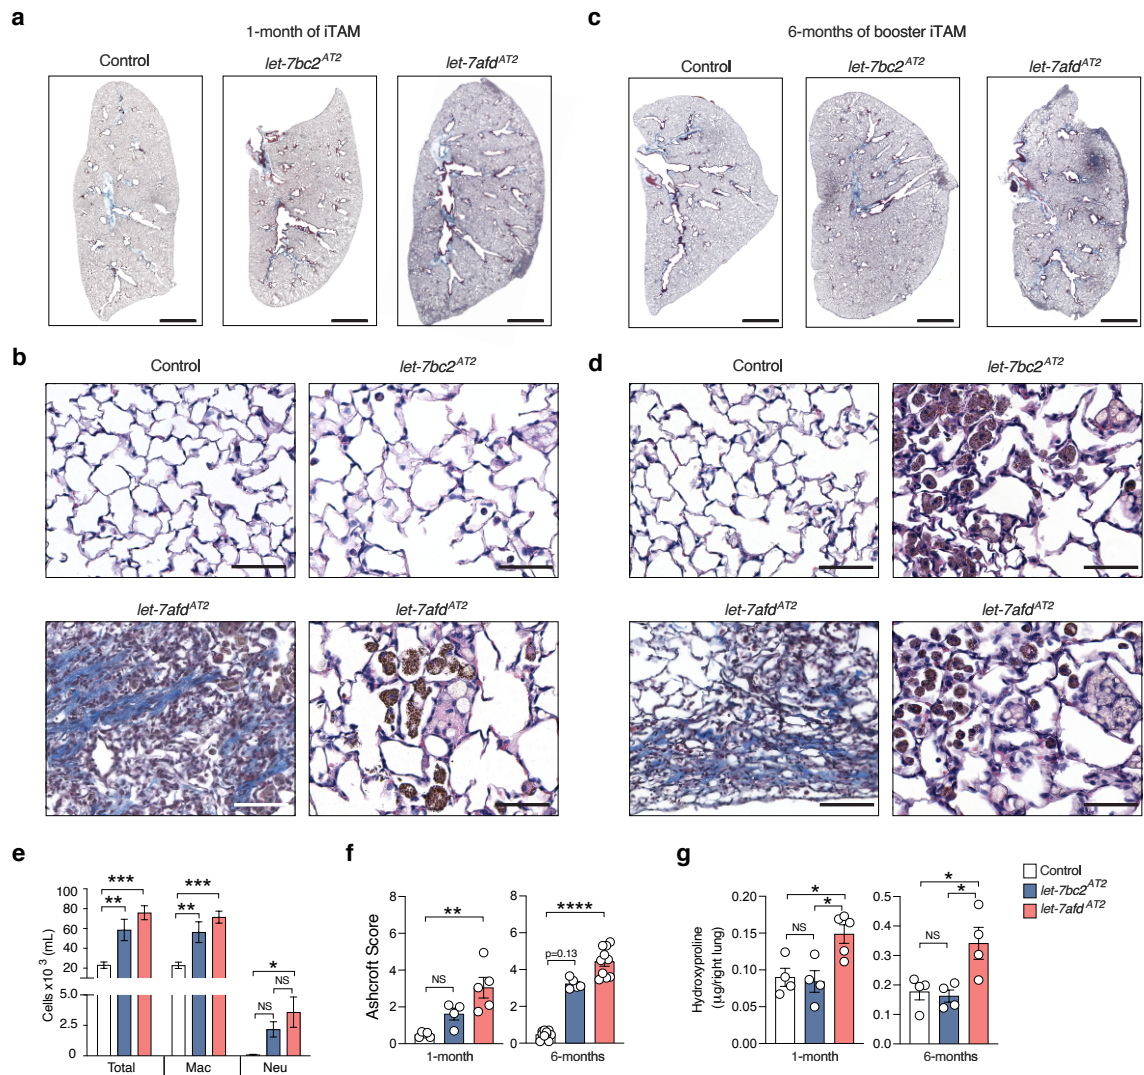 a
1-month of iTAM
Control
let-7bc2^AT2
let-7afd^AT2
c
6-months of booster iTAM
Control
let-7bc2^AT2
let-7afd^AT2
b
Control
let-7bc2^AT2
let-7afd^AT2
let-7afd^AT2
d
Control
let-7bc2^AT2
let-7afd^AT2
let-7afd^AT2
e
Cells x10^-3 (mL)
100
80
60
40
20
5.0
2.5
0
***
**
***
**
*
NS
NS
Total
Mac
Neu
f
Ashcroft Score
8
6
4
2
0
**
NS
1-month
8
6
4
2
0
****
p=0.13
6-months
g
Hydroxyproline
(µg/right lung)
0.20
0.15
0.10
0.05
0.00
*
*
NS
1-month
0.5
0.4
0.3
0.2
0.1
0.0
*
*
NS
6-months
Control
let-7bc2^AT2
let-7afd^AT2